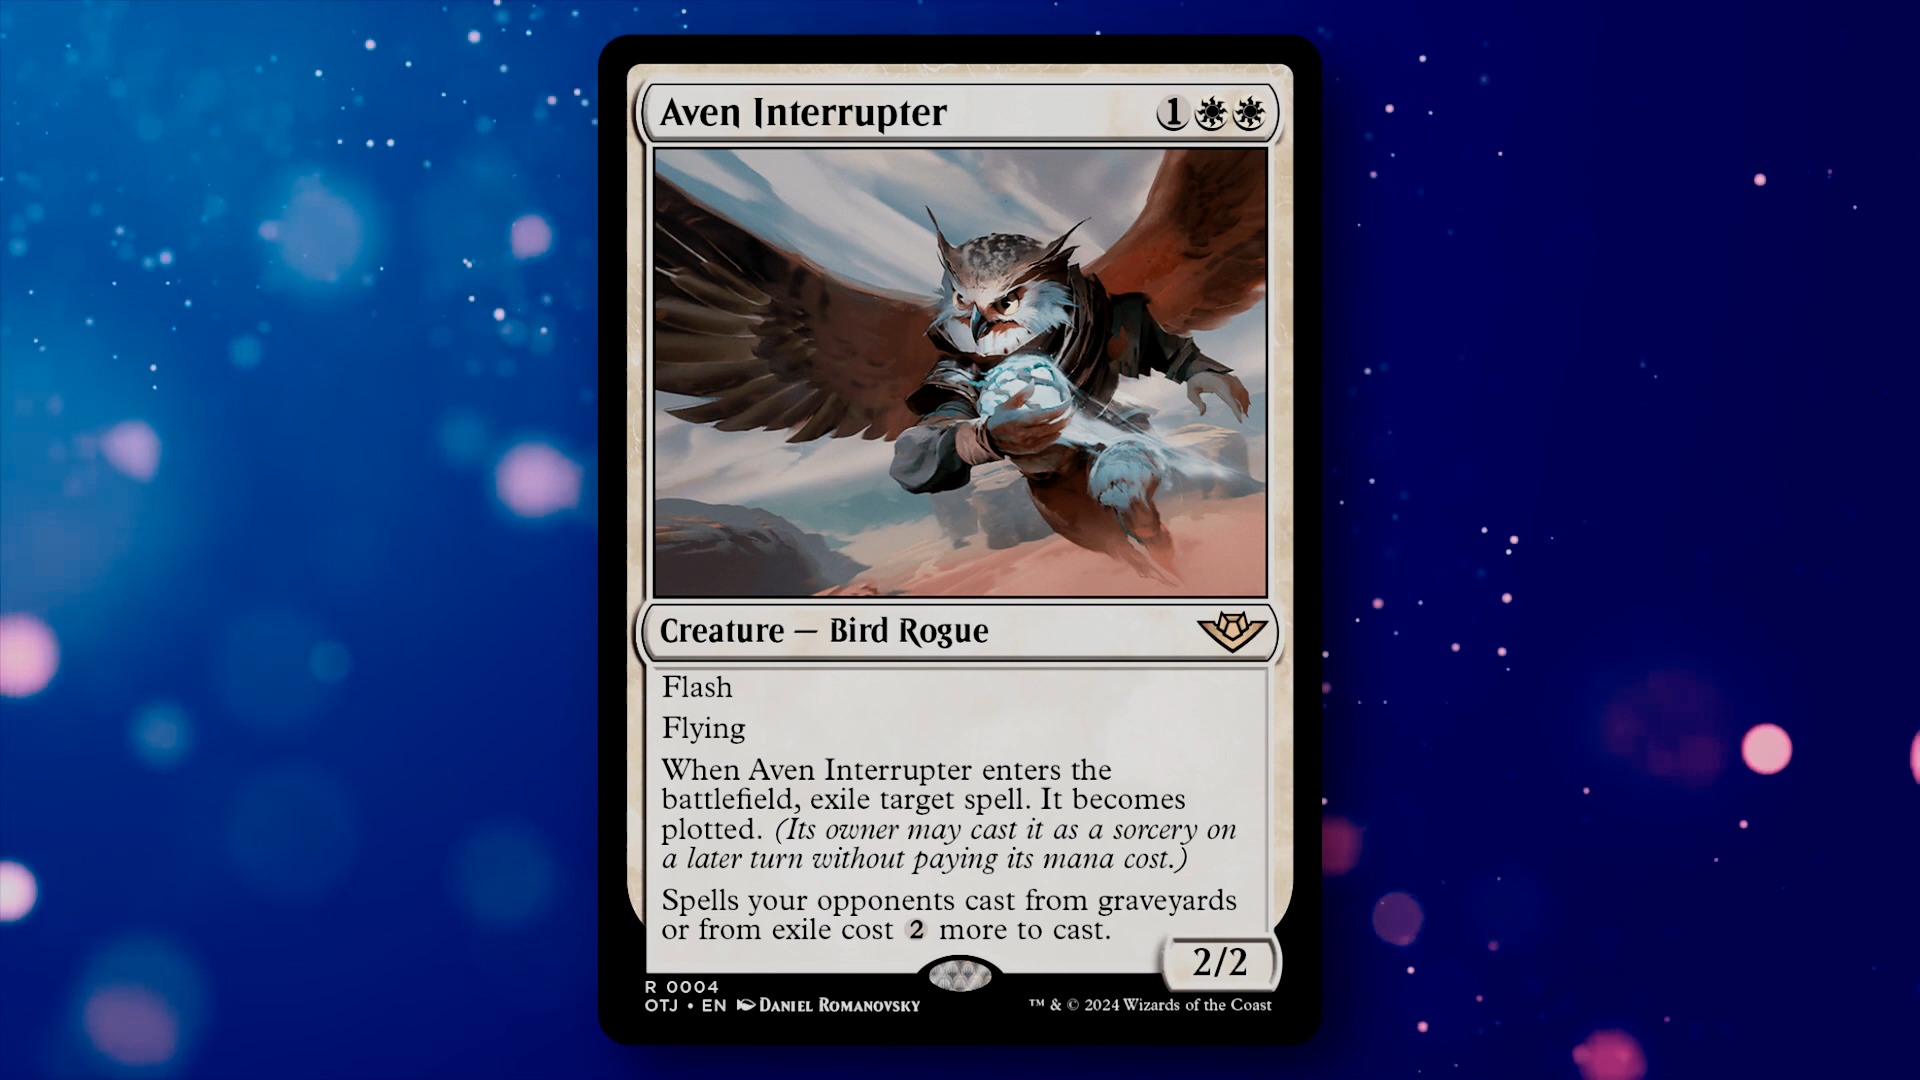 Aven Interrupter 1
Creature — Bird Rogue
Flash
Flying
When Aven Interrupter enters the
battlefield, exile target spell. It becomes
plotted. (Its owner may cast it as a sorcery on
a later turn without paying its mana cost.)
Spells your opponents cast from graveyards
or from exile cost 2 more to cast.
2/2
R 0004
OTJ • EN DANIEL ROMANOVSKY
™ & © 2024 Wizards of the Coast